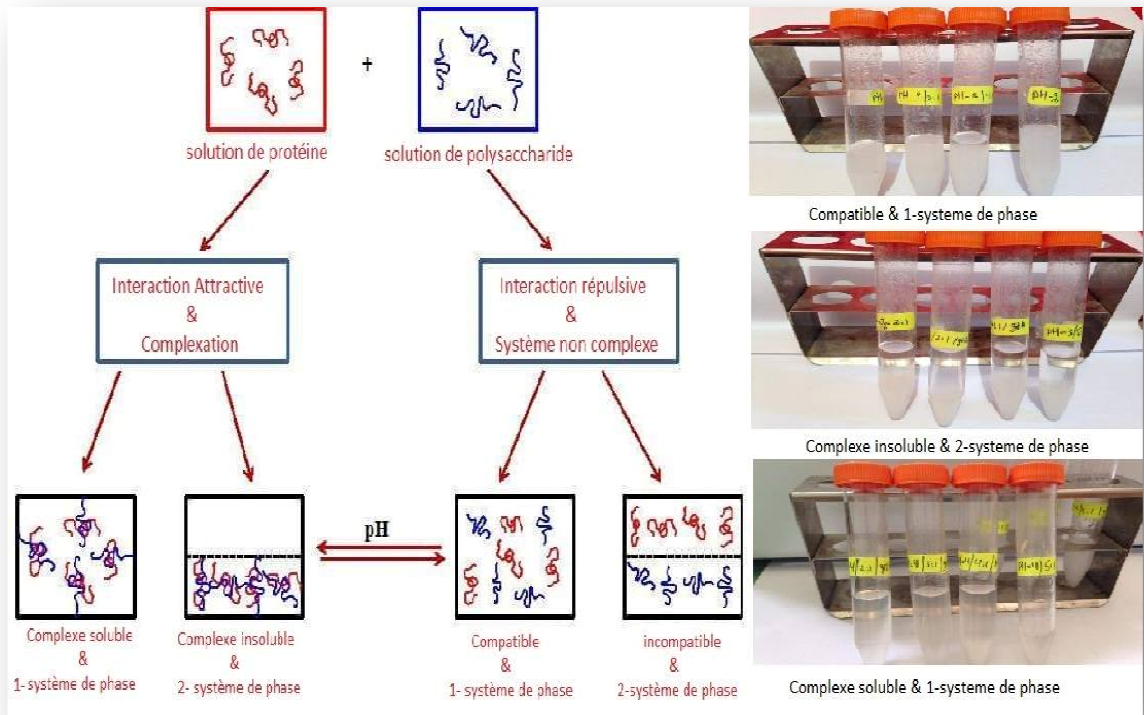 +
solution de protéine
solution de polysaccharide
Interaction Attractive
&
Complexation
Interaction répulsive
&
Système non complexe
pH
Complexe soluble
&
1- système de phase
Complexe insoluble
&
2- système de phase
Compatible
&
1- système de phase
incompatible
&
2-système de phase
Compatible & 1-systeme de phase
Complexe insoluble & 2-systeme de phase
Complexe soluble & 1-systeme de phase